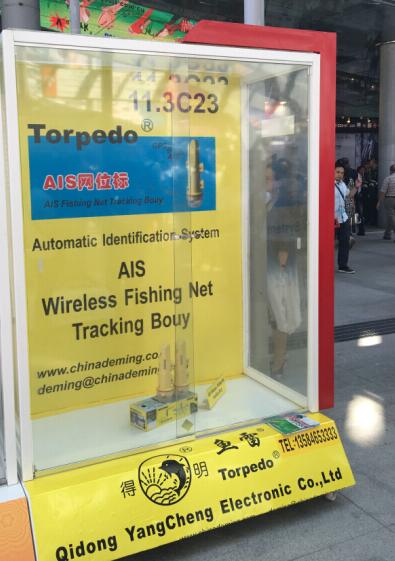 11.3C23
Torpedo®
AIS网位标
AIS Fishing Net Tracking Bouy
Automatic Identification System
AIS
Wireless Fishing Net
Tracking Bouy
www.chinademing.co
deming@chinademin
鱼雷
TEL:13584653333
得 明 Torpedo®
Qidong YangCheng Electronic Co.,Ltd